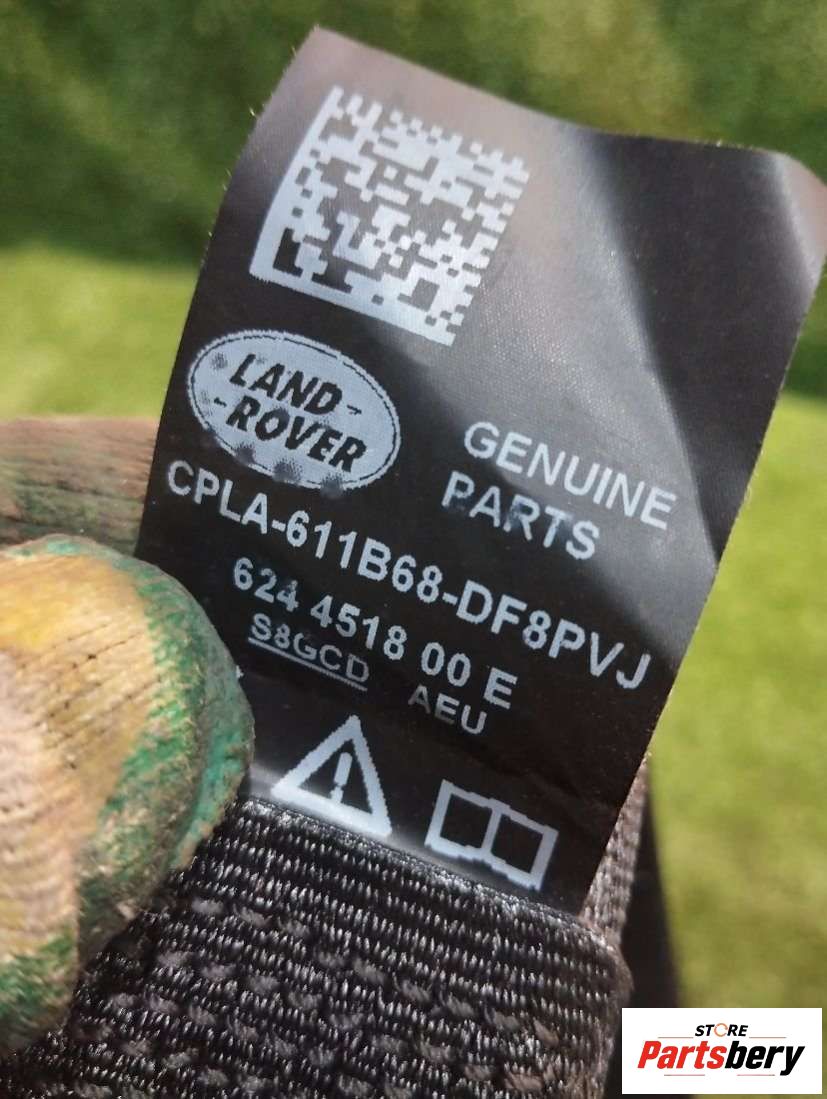 LAND-
-ROVER
GENUINE
PARTS
CPLA-611B68-DF8PVJ
624 4518 00 E
S8GCD AEU
STORE
Partsbery